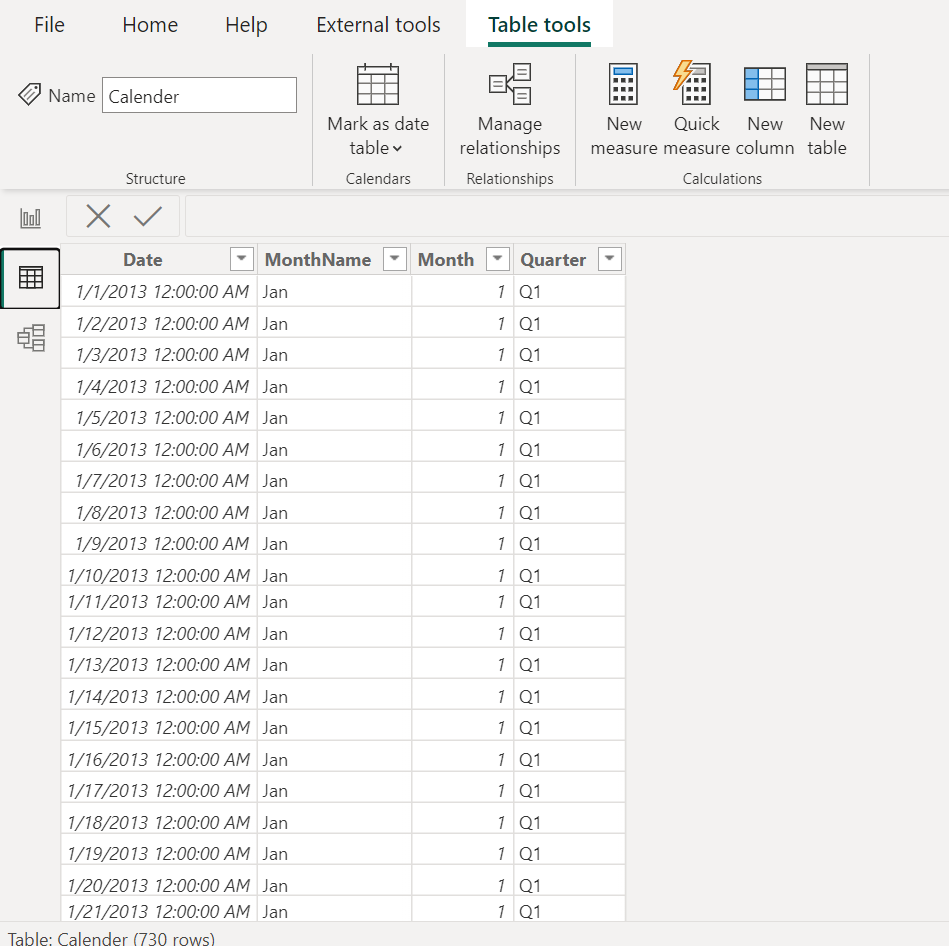 File Home Help External tools Table tools
Name Calender
Mark as date table
Manage relationships
New measure
Quick measure
New column
New table
Structure Calendars Relationships Calculations
Date MonthName Month Quarter
1/1/2013 12:00:00 AM Jan 1 Q1
1/2/2013 12:00:00 AM Jan 1 Q1
1/3/2013 12:00:00 AM Jan 1 Q1
1/4/2013 12:00:00 AM Jan 1 Q1
1/5/2013 12:00:00 AM Jan 1 Q1
1/6/2013 12:00:00 AM Jan 1 Q1
1/7/2013 12:00:00 AM Jan 1 Q1
1/8/2013 12:00:00 AM Jan 1 Q1
1/9/2013 12:00:00 AM Jan 1 Q1
1/10/2013 12:00:00 AM Jan 1 Q1
1/11/2013 12:00:00 AM Jan 1 Q1
1/12/2013 12:00:00 AM Jan 1 Q1
1/13/2013 12:00:00 AM Jan 1 Q1
1/14/2013 12:00:00 AM Jan 1 Q1
1/15/2013 12:00:00 AM Jan 1 Q1
1/16/2013 12:00:00 AM Jan 1 Q1
1/17/2013 12:00:00 AM Jan 1 Q1
1/18/2013 12:00:00 AM Jan 1 Q1
1/19/2013 12:00:00 AM Jan 1 Q1
1/20/2013 12:00:00 AM Jan 1 Q1
1/21/2013 12:00:00 AM Jan 1 Q1
Table: Calender (730 rows)